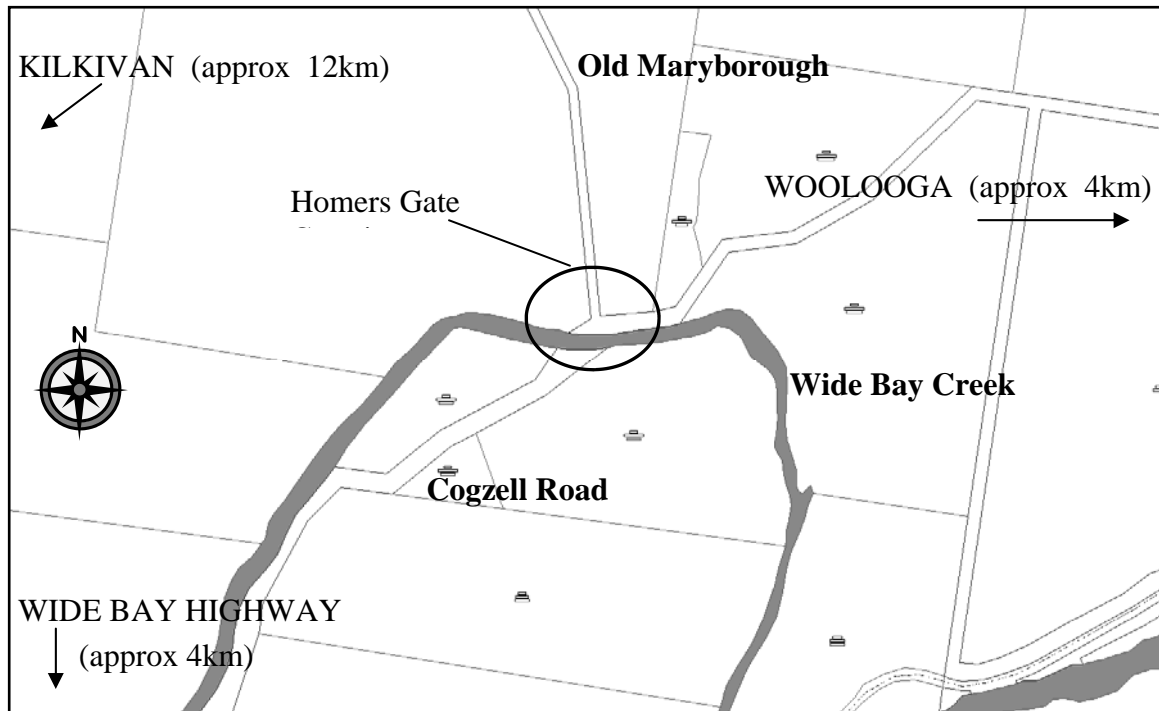 KILKIVAN (approx 12km)
Old Maryborough
WOOLOOGA (approx 4km)
Homers Gate
N
Wide Bay Creek
Cogzell Road
WIDE BAY HIGHWAY
(approx 4km)